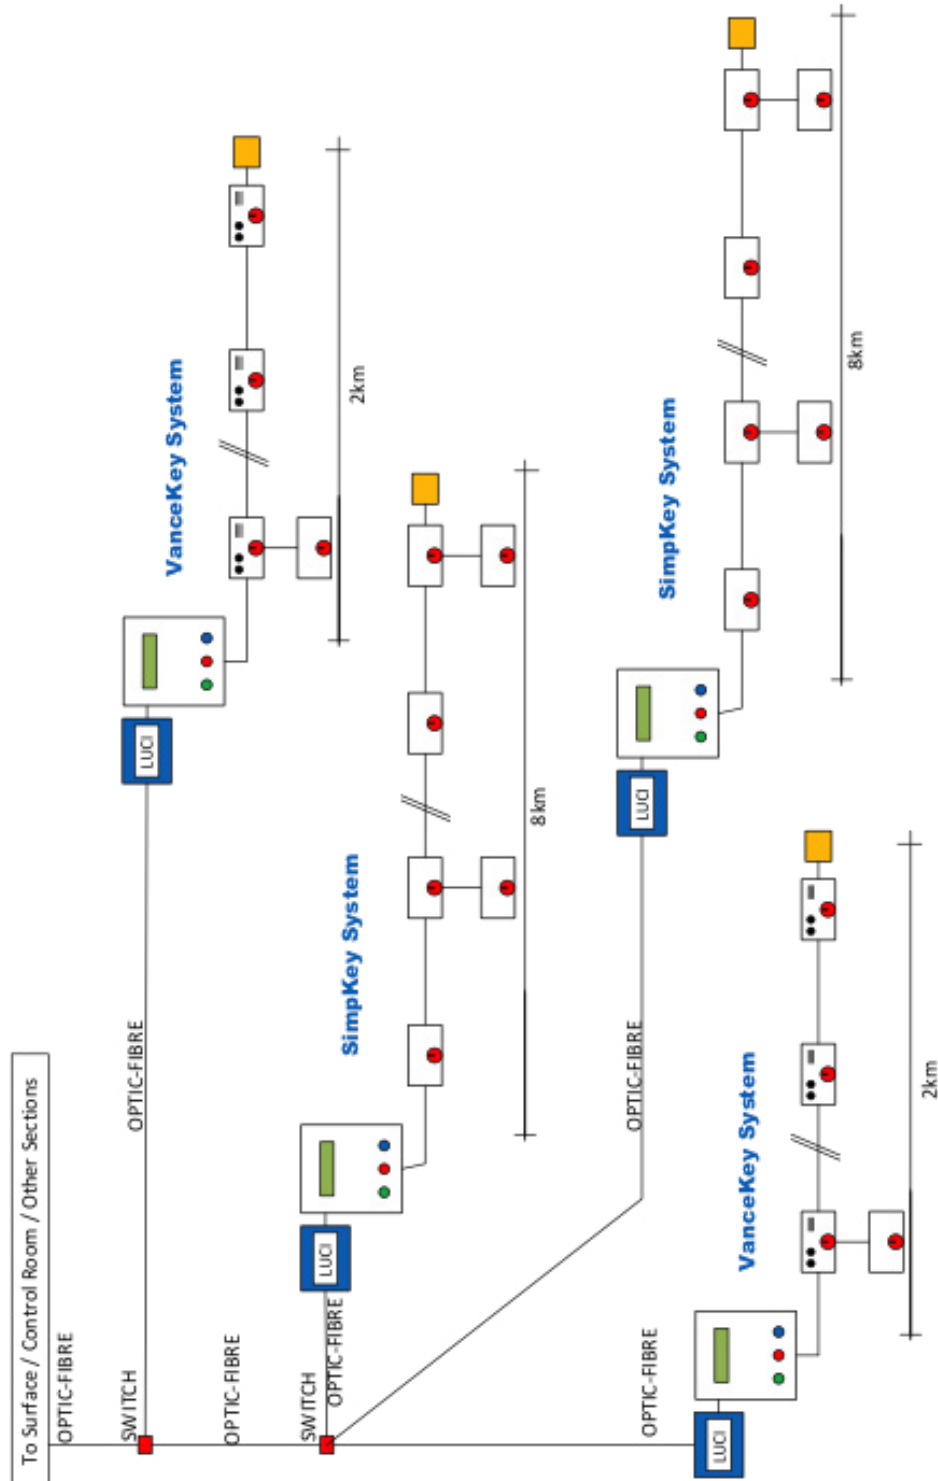 To Surface / Control Room / Other Sections
OPTIC-FIBRE
SWITCH
OPTIC-FIBRE
LUCI
VanceKey System
2km
OPTIC-FIBRE
SWITCH
OPTIC-FIBRE
LUCI
SimpKey System
8km
OPTIC-FIBRE
LUCI
SimpKey System
8km
OPTIC-FIBRE
LUCI
VanceKey System
2km